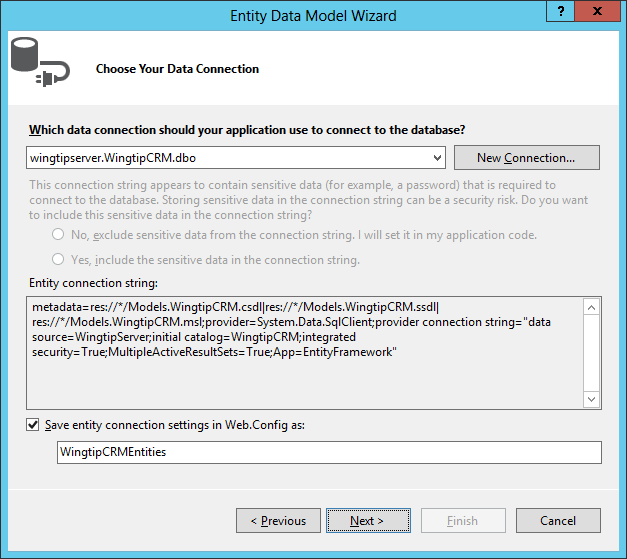 Entity Data Model Wizard
?
x
Choose Your Data Connection
Which data connection should your application use to connect to the database?
wingtipserver.WingtipCRM.dbo
New Connection...
This connection string appears to contain sensitive data (for example, a password) that is required to
connect to the database. Storing sensitive data in the connection string can be a security risk. Do you want
to include this sensitive data in the connection string?
No, exclude sensitive data from the connection string. I will set it in my application code.
Yes, include the sensitive data in the connection string.
Entity connection string:
metadata=res://*/Models.WingtipCRM.csdl|res://*/Models.WingtipCRM.ssdl|
res://*/Models.WingtipCRM.msl;provider=System.Data.SqlClient;provider connection string="data
source=WingtipServer;initial catalog=WingtipCRM;integrated
security=True;MultipleActiveResultSets=True;App=EntityFramework"
Save entity connection settings in Web.Config as:
WingtipCRMEntities
< Previous
Next >
Finish
Cancel